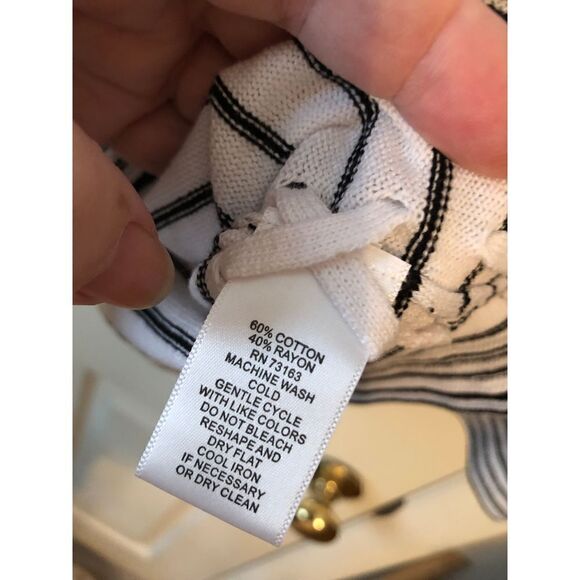 60% COTTON
40% RAYON
RN 73163
MACHINE WASH
COLD
GENTLE CYCLE
WITH LIKE COLORS
DO NOT BLEACH
RESHAPE AND
DRY FLAT
COOL IRON
IF NECESSARY
OR DRY CLEAN